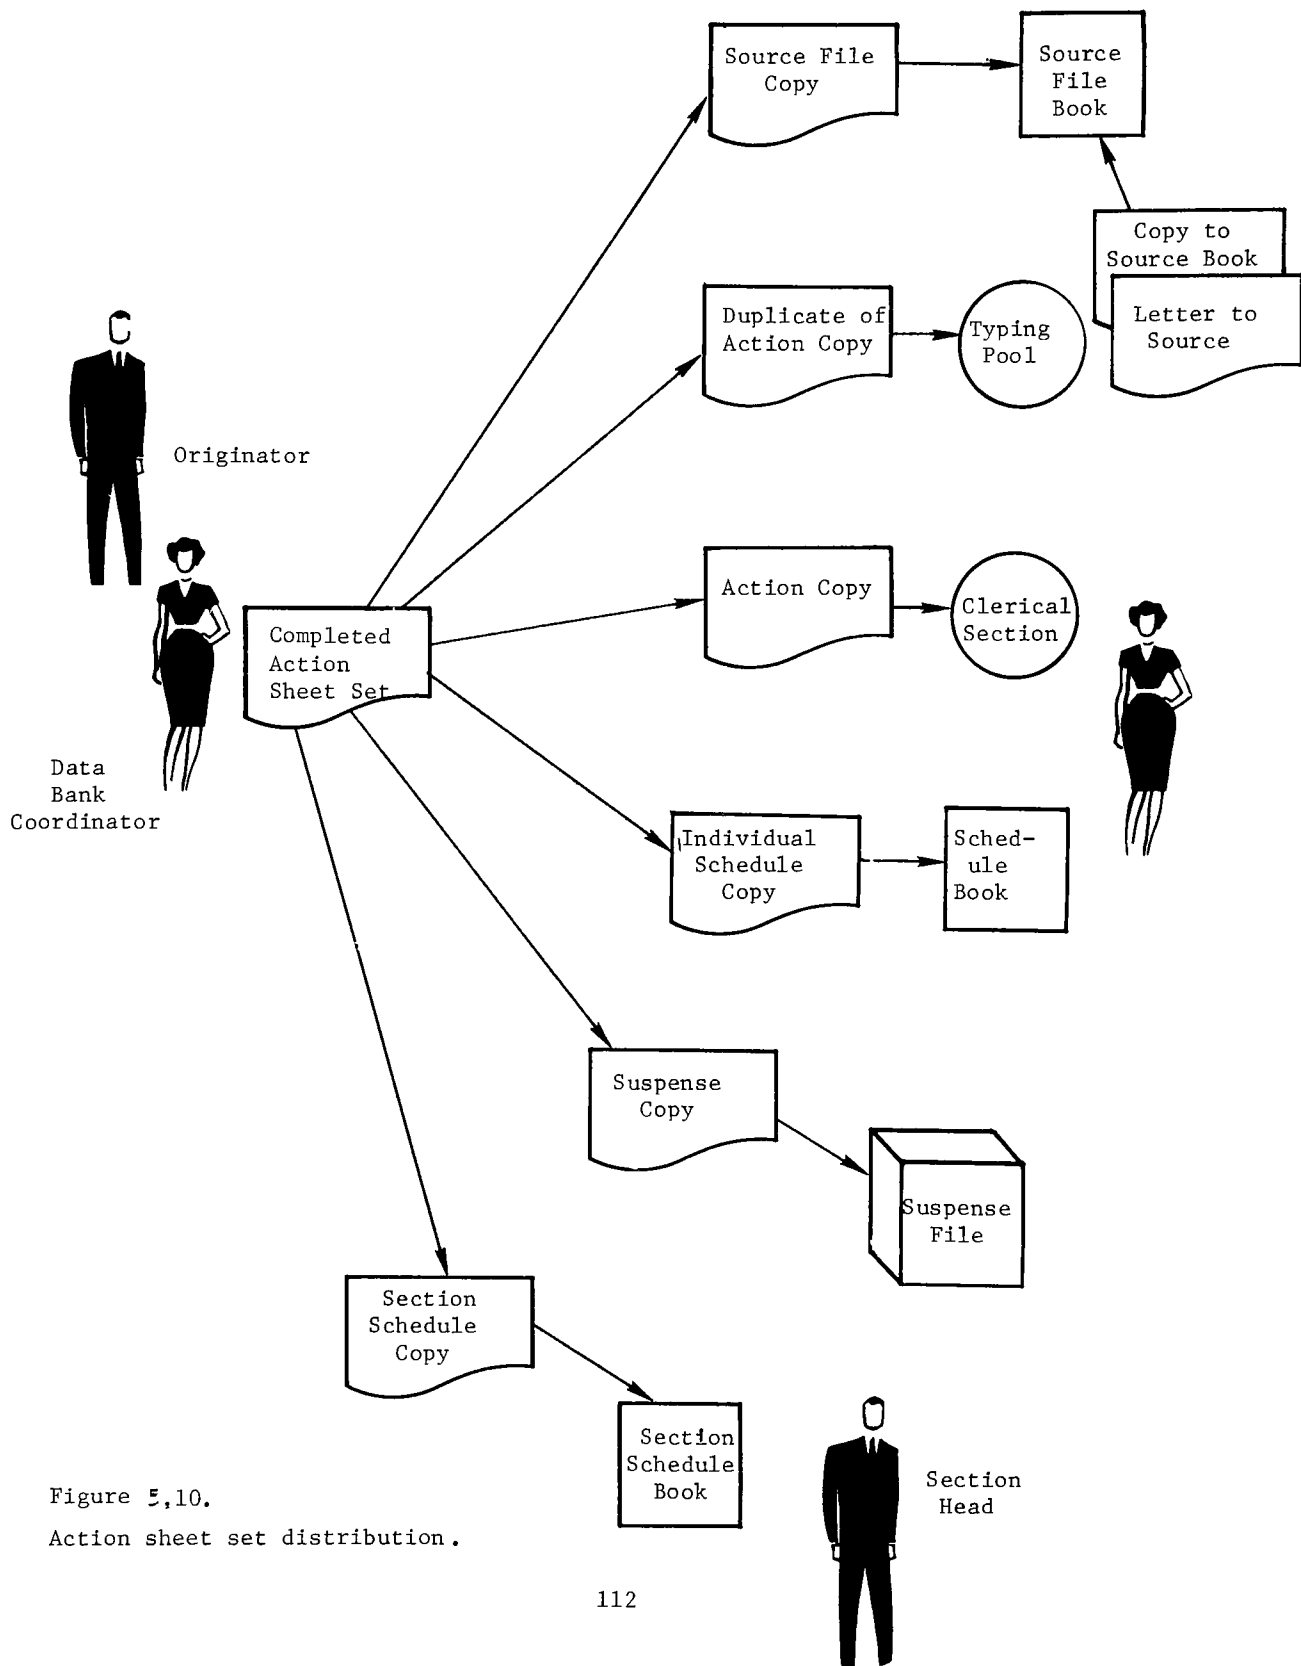 Source File
Copy
Source
File
Book
Copy to
Source Book
Letter to
Source
Duplicate of
Action Copy
Typing
Pool
Originator
Action Copy
Clerical
Section
Completed
Action
Sheet Set
Data
Bank
Coordinator
Individual
Schedule
Copy
Sched-
ule
Book
Suspense
Copy
Suspense
File
Section
Schedule
Copy
Section
Schedule
Book
Section
Head
Figure 5,10.
Action sheet set distribution.
112